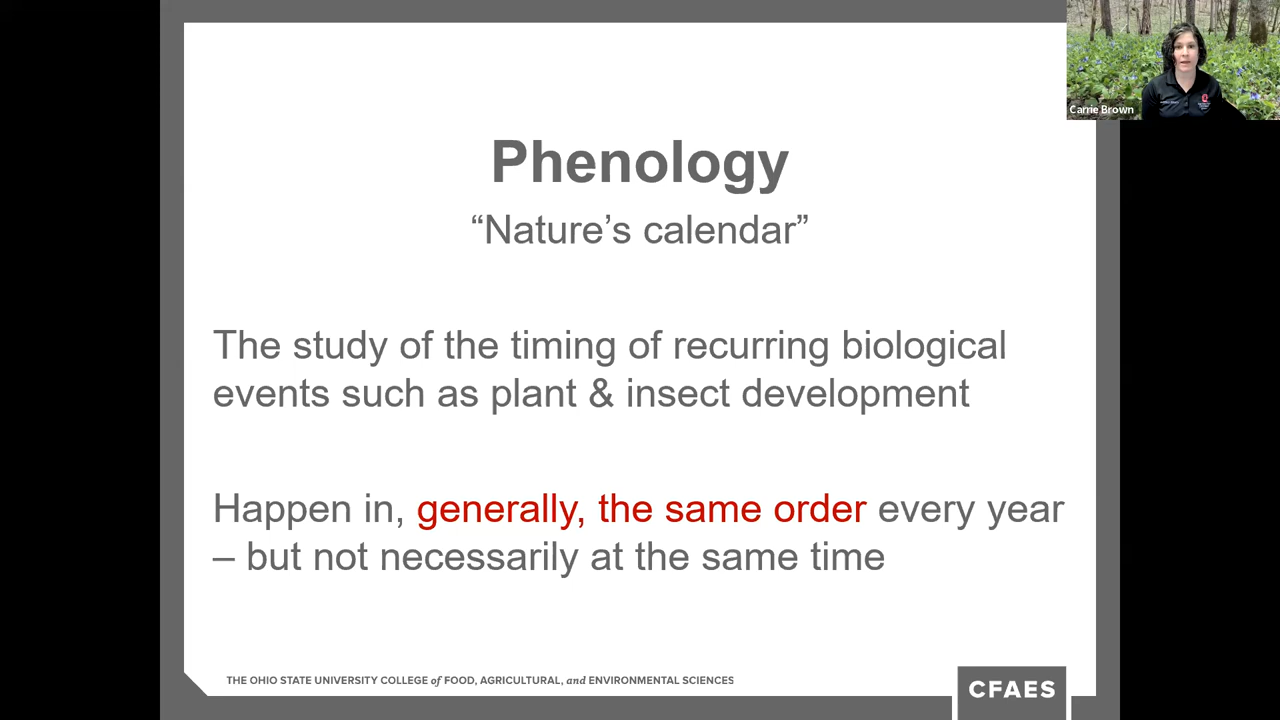 Carrie Brown
Phenology
“Nature’s calendar”
The study of the timing of recurring biological
events such as plant & insect development
Happen in, generally, the same order every year
– but not necessarily at the same time
THE OHIO STATE UNIVERSITY COLLEGE of FOOD, AGRICULTURAL, and ENVIRONMENTAL SCIENCES
CFAES